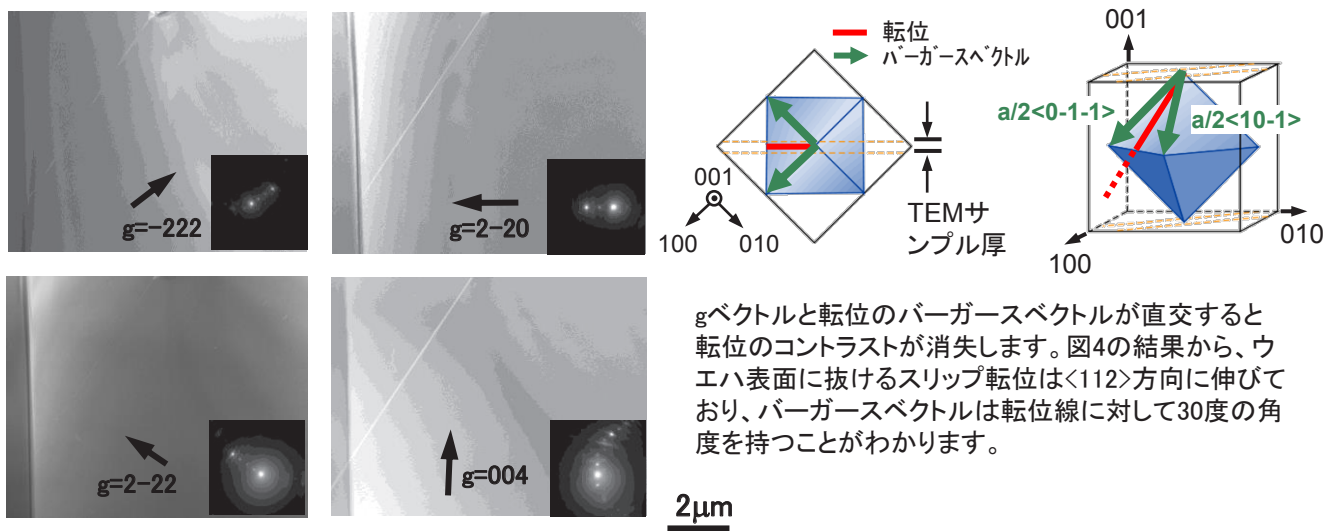 g=-222
g=2-20
g=2-22
g=004
2μm
転位
バーガースベクトル
001
100
010
TEMサ
ンプル厚
001
a/2<0-1-1>
a/2<10-1>
010
100
gベクトルと転位のバーガースベクトルが直交すると
転位のコントラストが消失します。図4の結果から、ウ
エハ表面に抜けるスリップ転位は<112>方向に伸びて
おり、バーガースベクトルは転位線に対して30度の角
度を持つことがわかります。